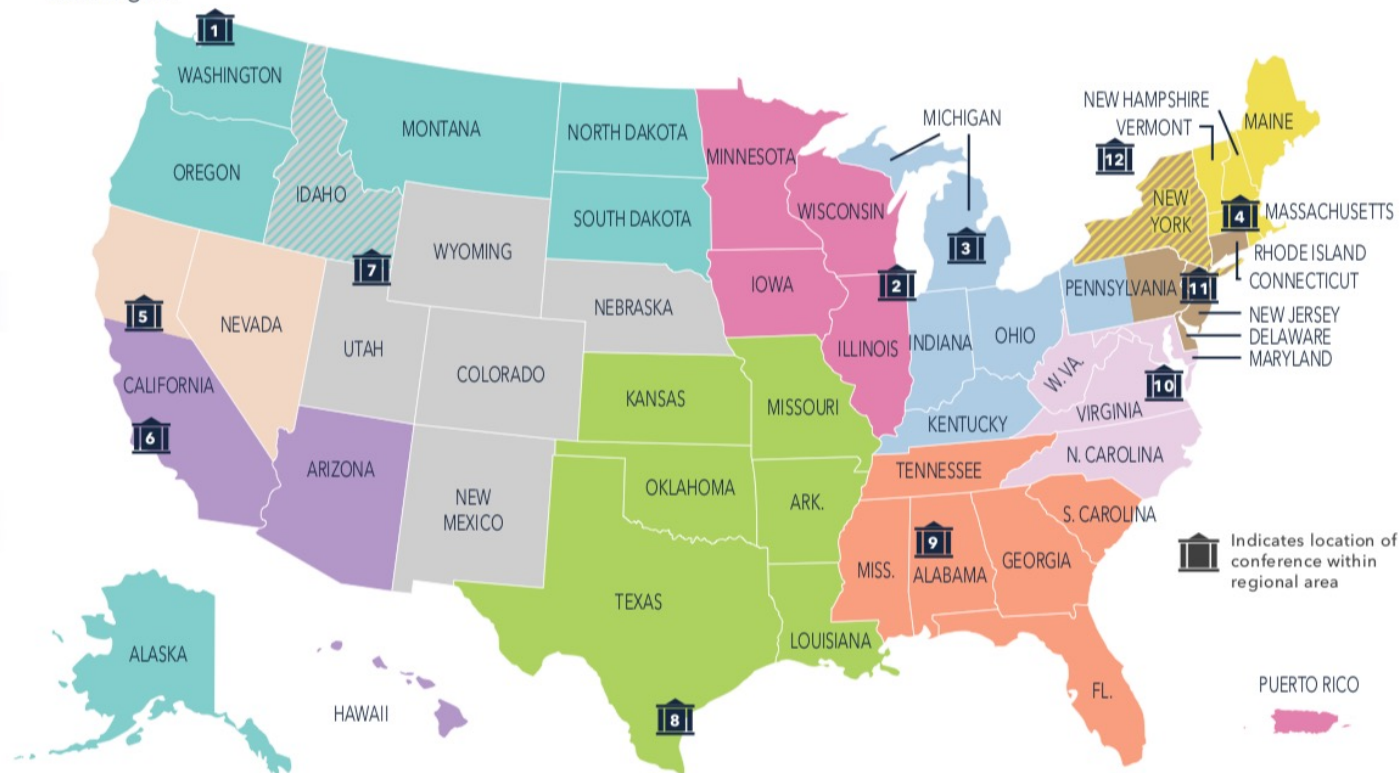 1
WASHINGTON
MONTANA
NORTH DAKOTA
MINNESOTA
MICHIGAN
NEW HAMPSHIRE
VERMONT
MAINE
12
OREGON
IDAHO
SOUTH DAKOTA
WISCONSIN
NEW
YORK
4
MASSACHUSETTS
WYOMING
3
RHODE ISLAND
CONNECTICUT
7
2
IOWA
PENNSYLVANIA
11
NEW JERSEY
DELAWARE
MARYLAND
5
NEVADA
NEBRASKA
UTAH
ILLINOIS
INDIANA
OHIO
COLORADO
W. VA.
10
CALIFORNIA
KANSAS
MISSOURI
VIRGINIA
KENTUCKY
6
ARIZONA
N. CAROLINA
TENNESSEE
OKLAHOMA
ARK.
NEW
MEXICO
S. CAROLINA
9
MISS.
ALABAMA
GEORGIA
Indicates location of
conference within
regional area
TEXAS
LOUISIANA
ALASKA
HAWAII
8
FL.
PUERTO RICO